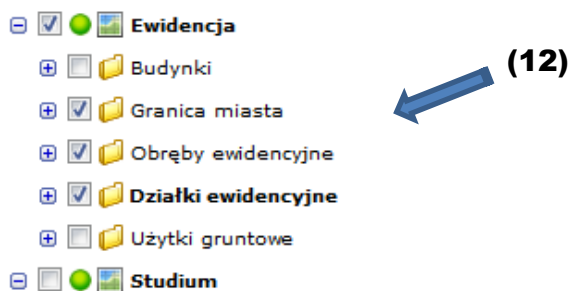 Ewidencja
Budynki
(12)
Granica miasta
Obręby ewidencyjne
Działki ewidencyjne
Użytki gruntowe
Studium